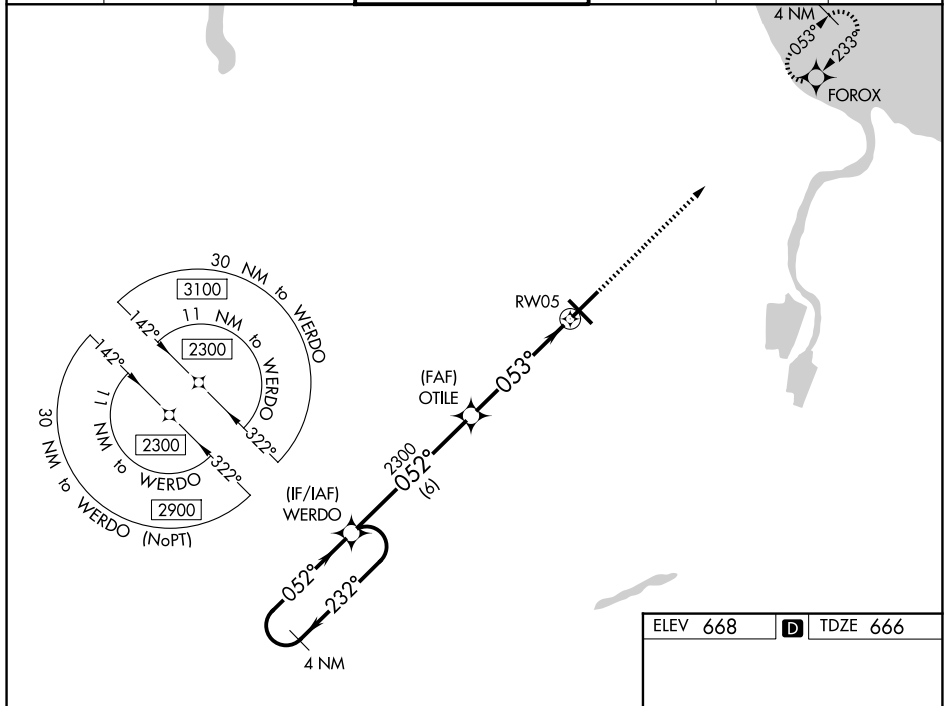 4 NM
053°
233°
FOROX
30 NM to WERDO
3100
142°
11 NM to WERDO
2300
322°
142°
11 NM to WERDO
2300
322°
30 NM to WERDO (NoPT)
2900
RW05
053°
(FAF)
OTILE
2300
052°
(6)
(IF/IAF)
WERDO
052°
232°
4 NM
ELEV 668 D TDZE 666